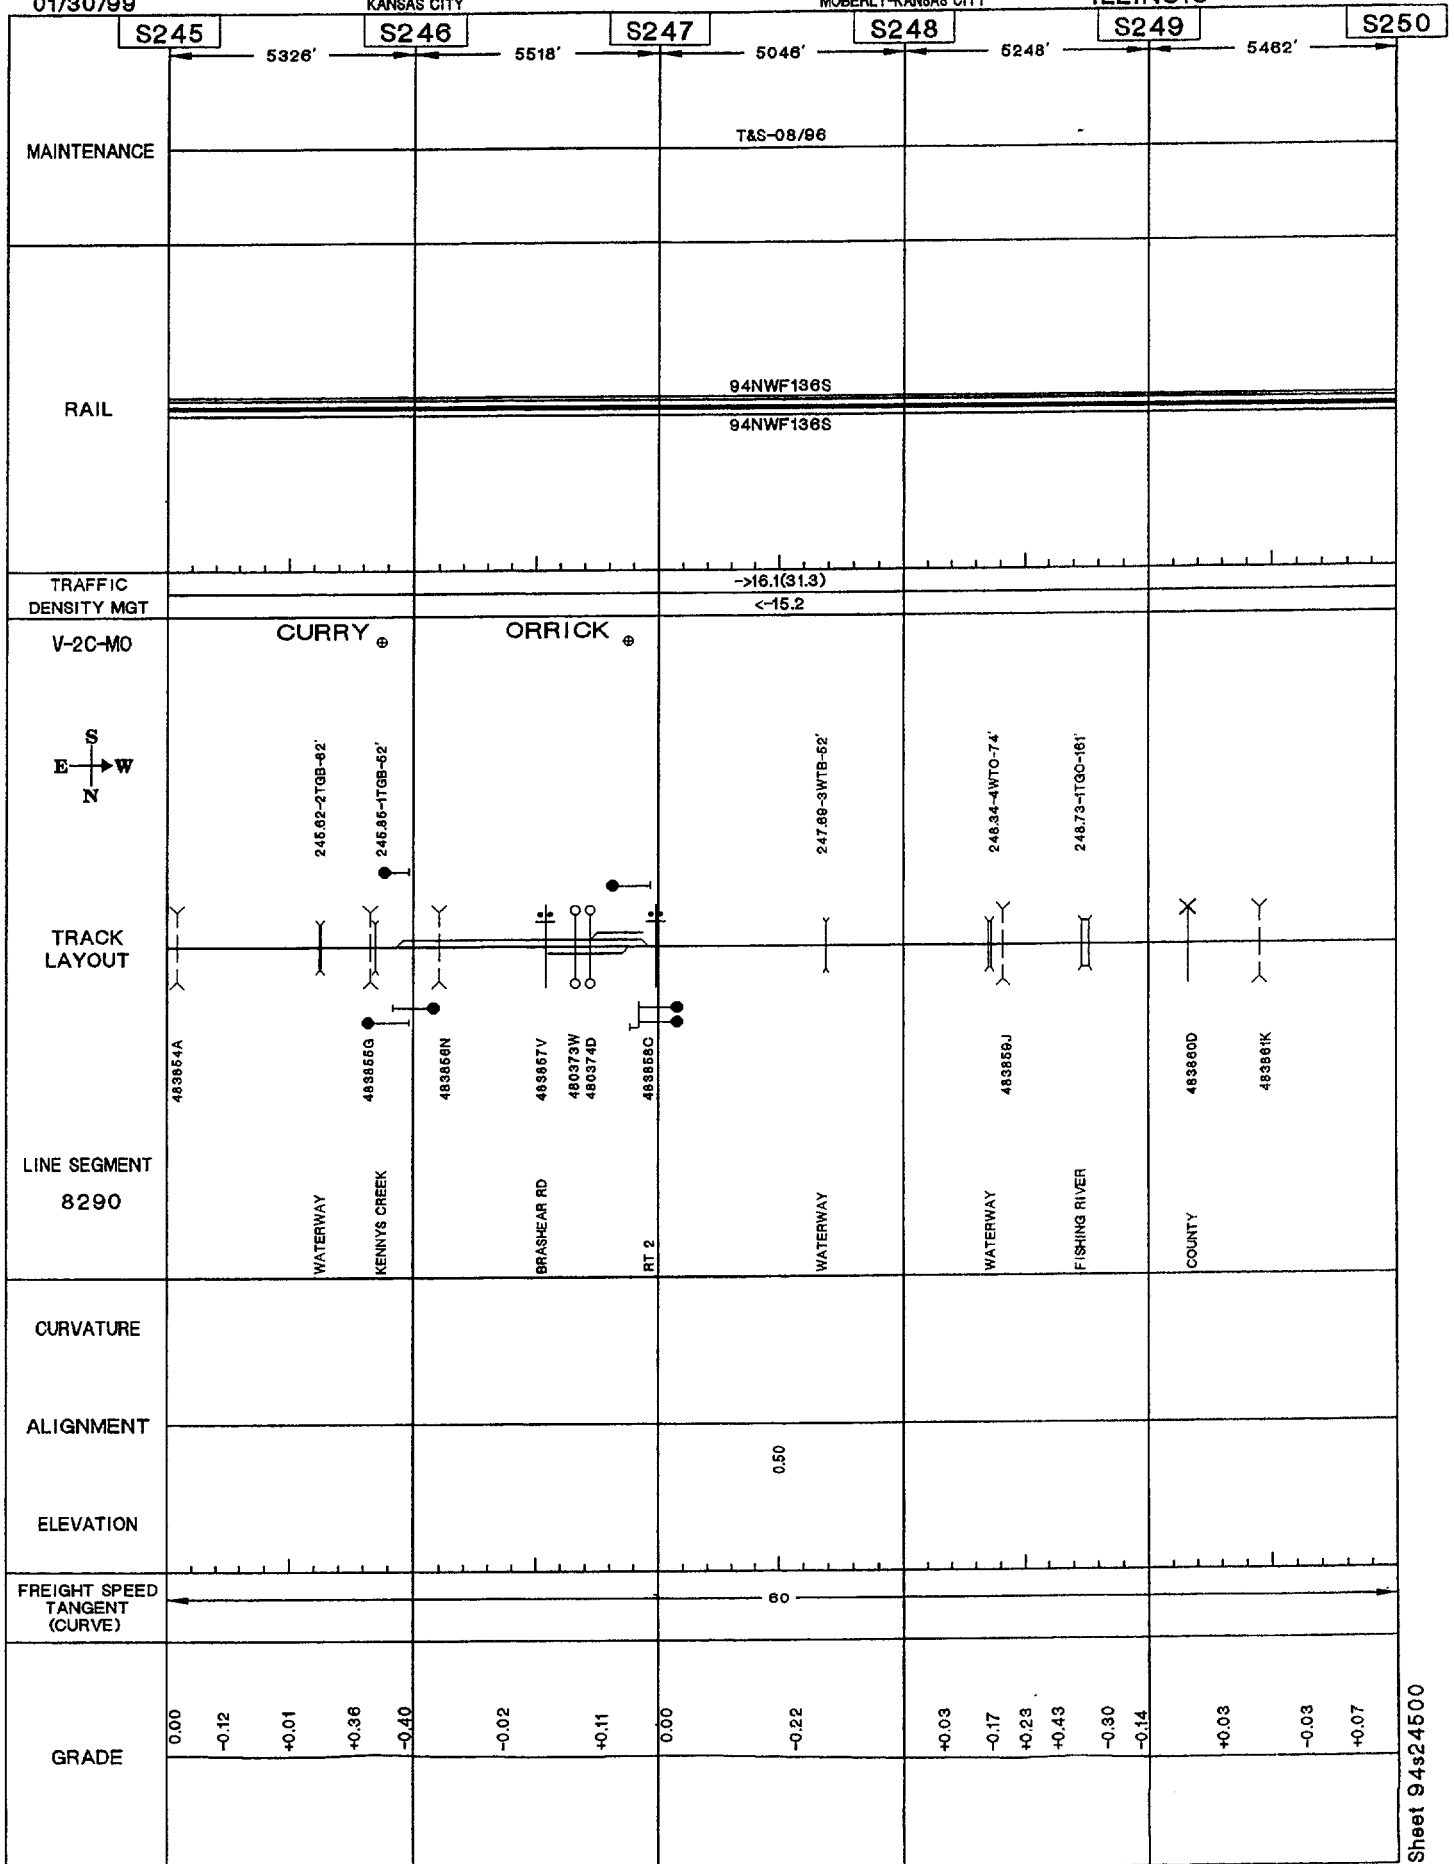 01/30/99 KANSAS CITY MOBERLY-KANSAS CITY ILLINOIS
S245 S246 S247 S248 S249 S250
5326' 5518' 5046' 5248' 5462'
MAINTENANCE
T&S-08/96
RAIL
94NWF136S
94NWF136S
TRAFFIC
DENSITY MGT
->16.1(31.3)
<-15.2
V-2C-MO
CURRY
ORRICK
S
E W
N
245.62-2TGB-62'
245.85-1TGB-52'
247.69-3WTB-52'
248.34-4WTO-74'
248.73-1TGO-161'
TRACK
LAYOUT
483854A
483855G
483856N
483857V
480373W
480374D
483858C
483859J
483860D
483861K
LINE SEGMENT
8290
WATERWAY
KENNYS CREEK
BRASHEAR RD
RT 2
WATERWAY
WATERWAY
FISHING RIVER
COUNTY
CURVATURE
ALIGNMENT
0.50
ELEVATION
FREIGHT SPEED
TANGENT
(CURVE)
60
GRADE
0.00
-0.12
+0.01
+0.36
-0.40
-0.02
+0.11
0.00
-0.22
+0.03
-0.17
+0.23
+0.43
-0.30
-0.14
+0.03
-0.03
+0.07
Sheet 94s24500